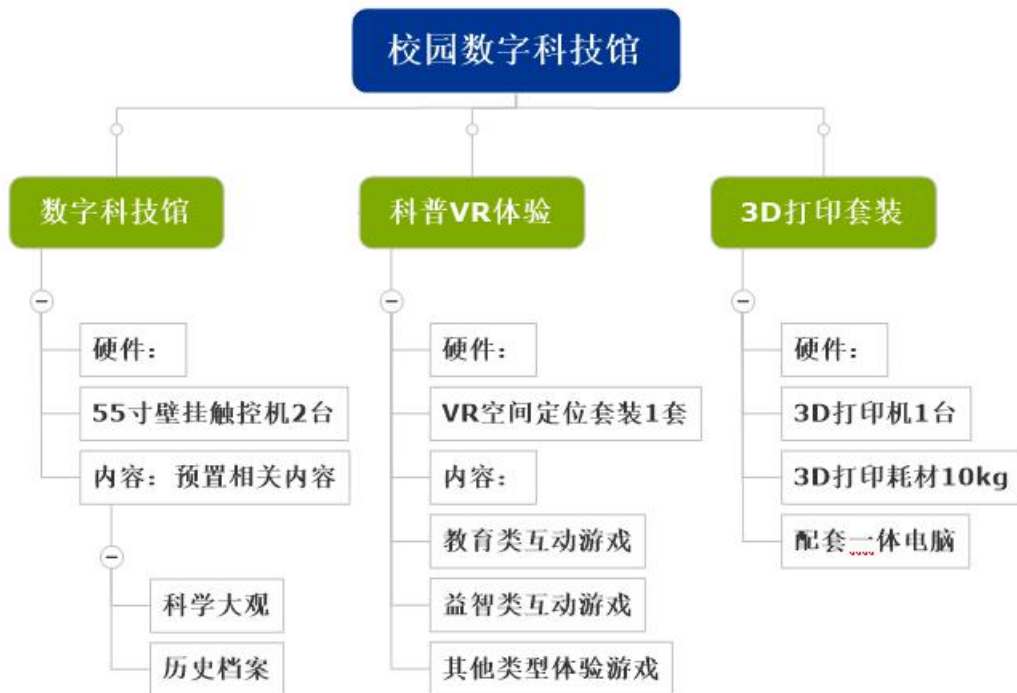 校园数字科技馆
数字科技馆
硬件：
55寸壁挂触控机2台
内容：预置相关内容
科学大观
历史档案
科普VR体验
硬件：
VR空间定位套装1套
内容：
教育类互动游戏
益智类互动游戏
其他类型体验游戏
3D打印套装
硬件：
3D打印机1台
3D打印耗材10kg
配套一体电脑